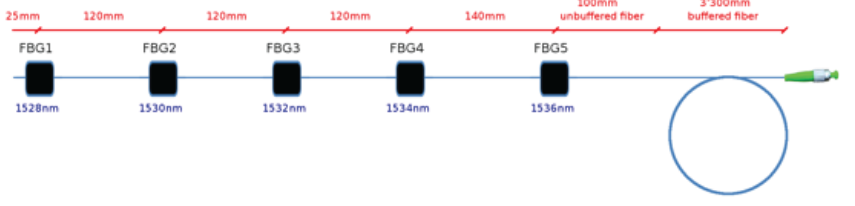 25mm 120mm 120mm 120mm 140mm 100mm unbuffered fiber 3'300mm buffered fiber
FBG1 FBG2 FBG3 FBG4 FBG5
1528nm 1530nm 1532nm 1534nm 1536nm